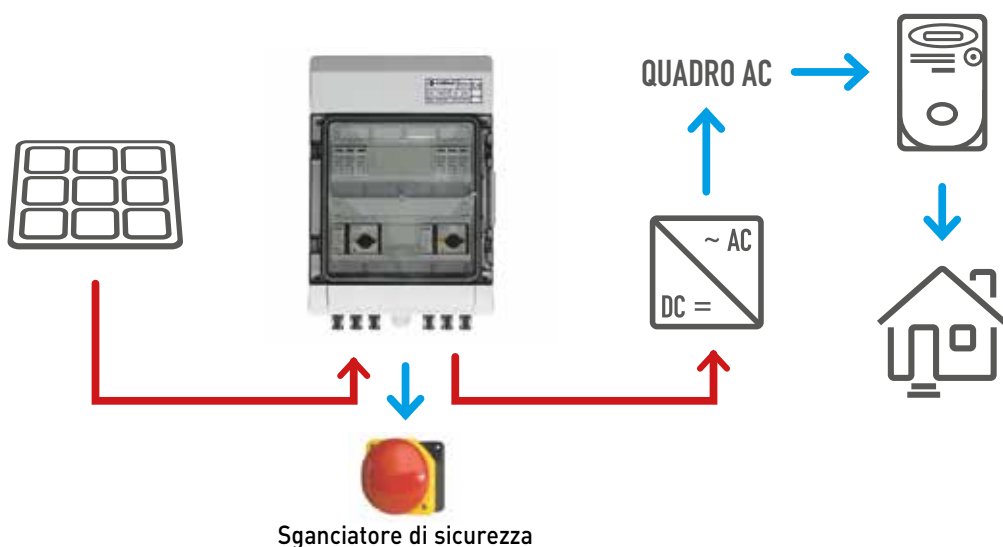 QUADRO AC
~ AC
DC =
Sganciatore di sicurezza